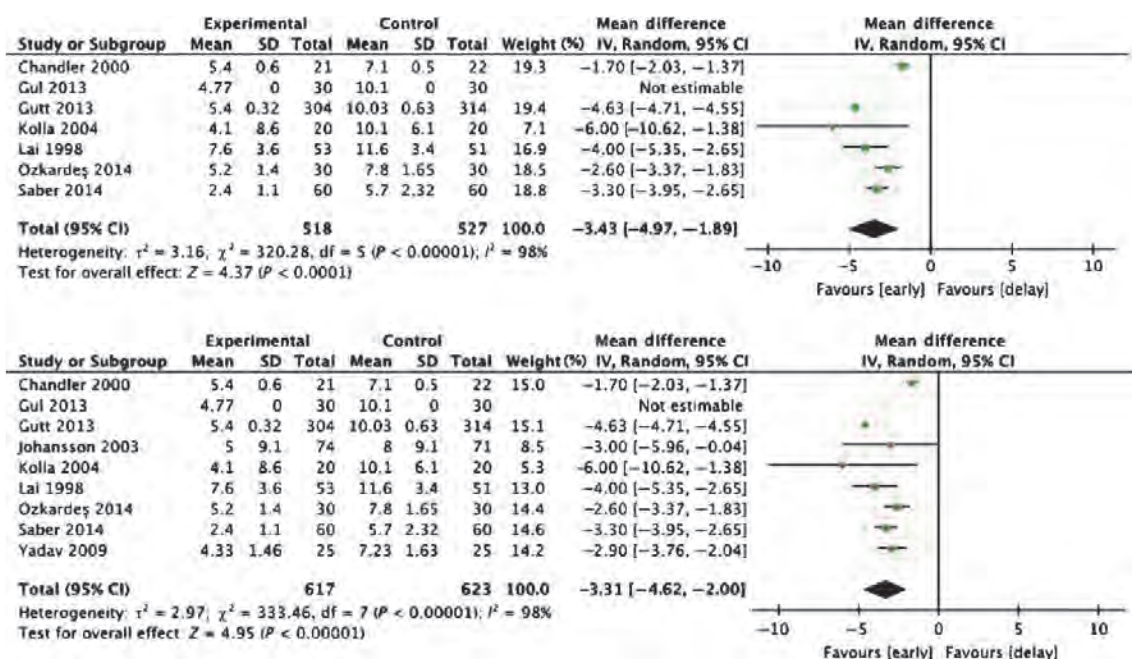 Experimental Control Mean difference Mean difference
Study or Subgroup Mean SD Total Mean SD Total Weight (%) IV, Random, 95% CI IV, Random, 95% CI
Chandler 2000 5.4 0.6 21 7.1 0.5 22 19.3 −1.70 [−2.03, −1.37]
Gul 2013 4.77 0 30 10.1 0 30 Not estimable
Gutt 2013 5.4 0.32 304 10.03 0.63 314 19.4 −4.63 [−4.71, −4.55]
Kolla 2004 4.1 8.6 20 10.1 6.1 20 7.1 −6.00 [−10.62, −1.38]
Lai 1998 7.6 3.6 53 11.6 3.4 51 16.9 −4.00 [−5.35, −2.65]
Ozkardeş 2014 5.2 1.4 30 7.8 1.65 30 18.5 −2.60 [−3.37, −1.83]
Saber 2014 2.4 1.1 60 5.7 2.32 60 18.8 −3.30 [−3.95, −2.65]
Total (95% CI) 518 527 100.0 −3.43 [−4.97, −1.89]
Heterogeneity: τ² = 3.16; χ² = 320.28, df = 5 (P < 0.00001); I² = 98%
Test for overall effect: Z = 4.37 (P < 0.0001)
−10 −5 0 5 10
Favours [early] Favours [delay]
Experimental Control Mean difference Mean difference
Study or Subgroup Mean SD Total Mean SD Total Weight(%) IV, Random, 95% CI IV, Random, 95% CI
Chandler 2000 5.4 0.6 21 7.1 0.5 22 15.0 −1.70 [−2.03, −1.37]
Gul 2013 4.77 0 30 10.1 0 30 Not estimable
Gutt 2013 5.4 0.32 304 10.03 0.63 314 15.1 −4.63 [−4.71, −4.55]
Johansson 2003 5 9.1 74 8 9.1 71 8.5 −3.00 [−5.96, −0.04]
Kolla 2004 4.1 8.6 20 10.1 6.1 20 5.3 −6.00 [−10.62, −1.38]
Lai 1998 7.6 3.6 53 11.6 3.4 51 13.0 −4.00 [−5.35, −2.65]
Ozkardeş 2014 5.2 1.4 30 7.8 1.65 30 14.4 −2.60 [−3.37, −1.83]
Saber 2014 2.4 1.1 60 5.7 2.32 60 14.6 −3.30 [−3.95, −2.65]
Yadav 2009 4.33 1.46 25 7.23 1.63 25 14.2 −2.90 [−3.76, −2.04]
Total (95% CI) 617 623 100.0 −3.31 [−4.62, −2.00]
Heterogeneity: τ² = 2.97; χ² = 333.46, df = 7 (P < 0.00001); I² = 98%
Test for overall effect: Z = 4.95 (P < 0.00001)
−10 −5 0 5 10
Favours [early] Favours [delay]